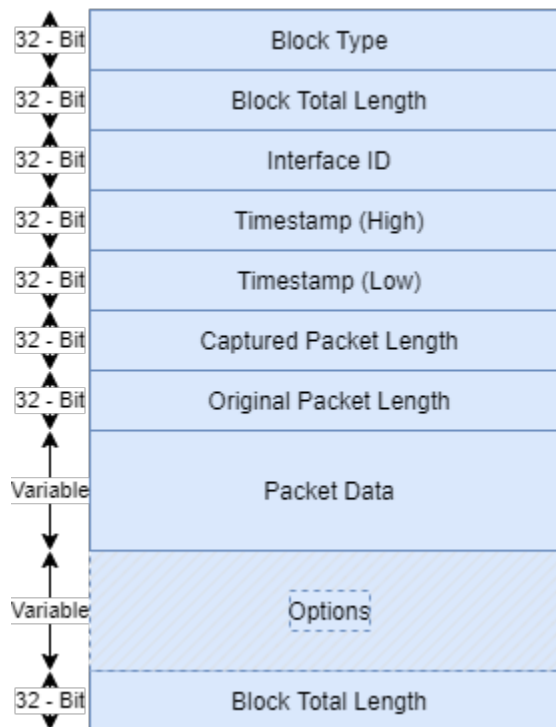 32 - Bit Block Type
32 - Bit Block Total Length
32 - Bit Interface ID
32 - Bit Timestamp (High)
32 - Bit Timestamp (Low)
32 - Bit Captured Packet Length
32 - Bit Original Packet Length
Variable Packet Data
Variable Options
32 - Bit Block Total Length